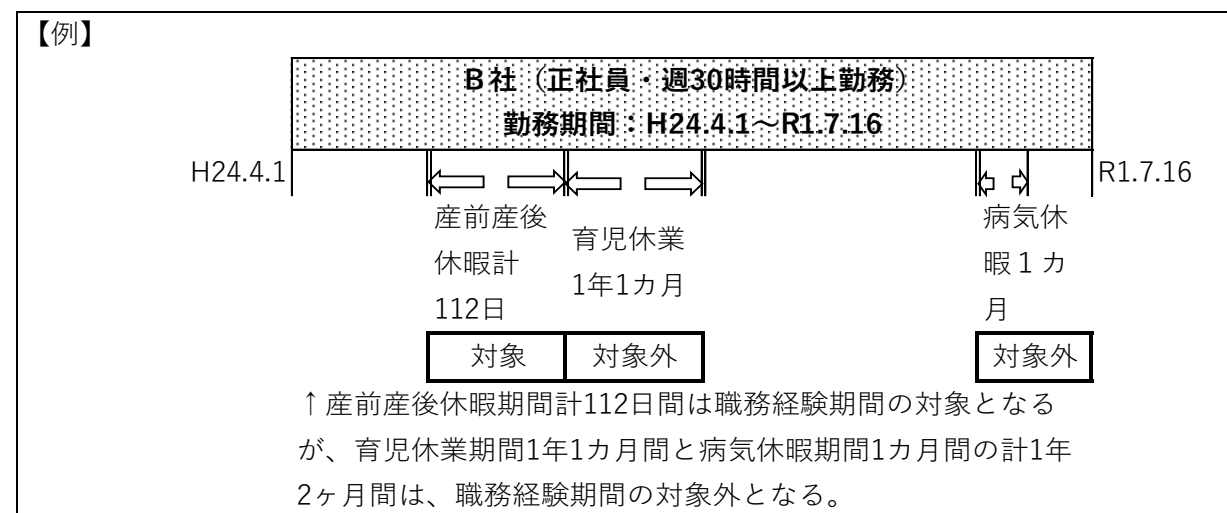 【例】
B社（正社員・週30時間以上勤務）
勤務期間：H24.4.1～R1.7.16
H24.4.1
R1.7.16
産前産後
休暇計
112日
育児休業
1年1カ月
病気休
暇１カ
月
対象
対象外
対象外
↑産前産後休暇期間計112日間は職務経験期間の対象となる
が、育児休業期間1年1カ月間と病気休暇期間1カ月間の計1年
2ヶ月間は、職務経験期間の対象外となる。